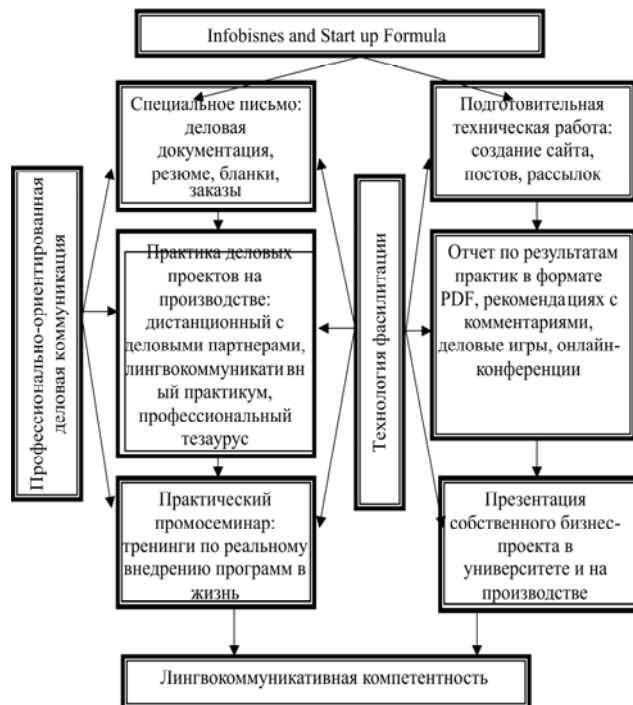 Infobisnes and Start up Formula
Специальное письмо:
деловая
документация,
резюме, бланки,
заказы
Подготовительная
техническая работа:
создание сайта,
постов, рассылок
Профессионально-ориентированная
деловая коммуникация
Практика деловых
проектов на
производстве:
дистанционный с
деловыми партнерами,
лингвокоммуникатив
ный практикум,
профессиональный
тезаурус
Технология фасилитации
Отчет по результатам
практик в формате
PDF, рекомендациях с
комментариями,
деловые игры, онлайн-
конференции
Практический
промосеминар:
тренинги по реальному
внедрению программ в
жизнь
Презентация
собственного бизнес-
проекта в
университете и на
производстве
Лингвокоммуникативная компетентность